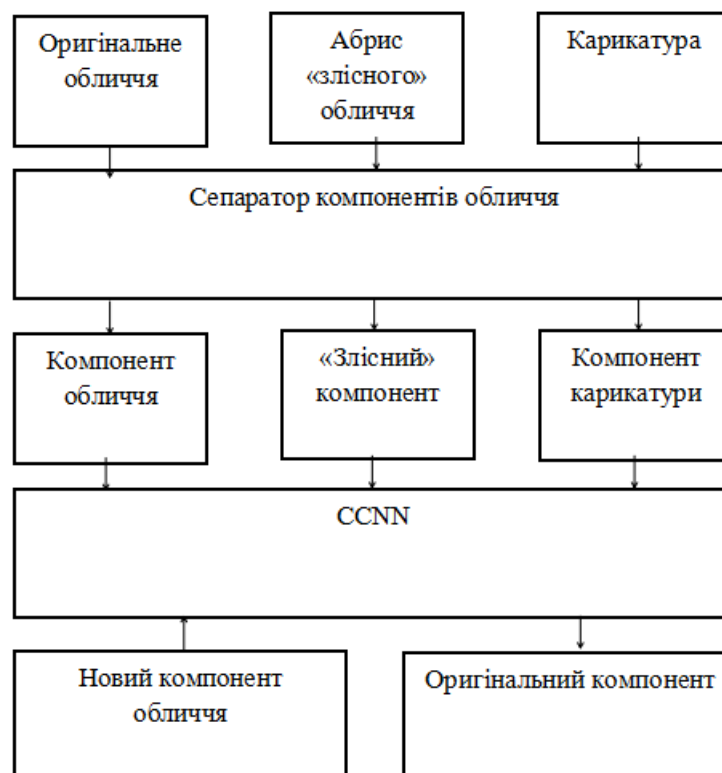 Оригінальне
обличчя
Абрис
«злісного»
обличчя
Карикатура
Сепаратор компонентів обличчя
Компонент
обличчя
«Злісний»
компонент
Компонент
карикатури
CCNN
Новий компонент
обличчя
Оригінальний компонент